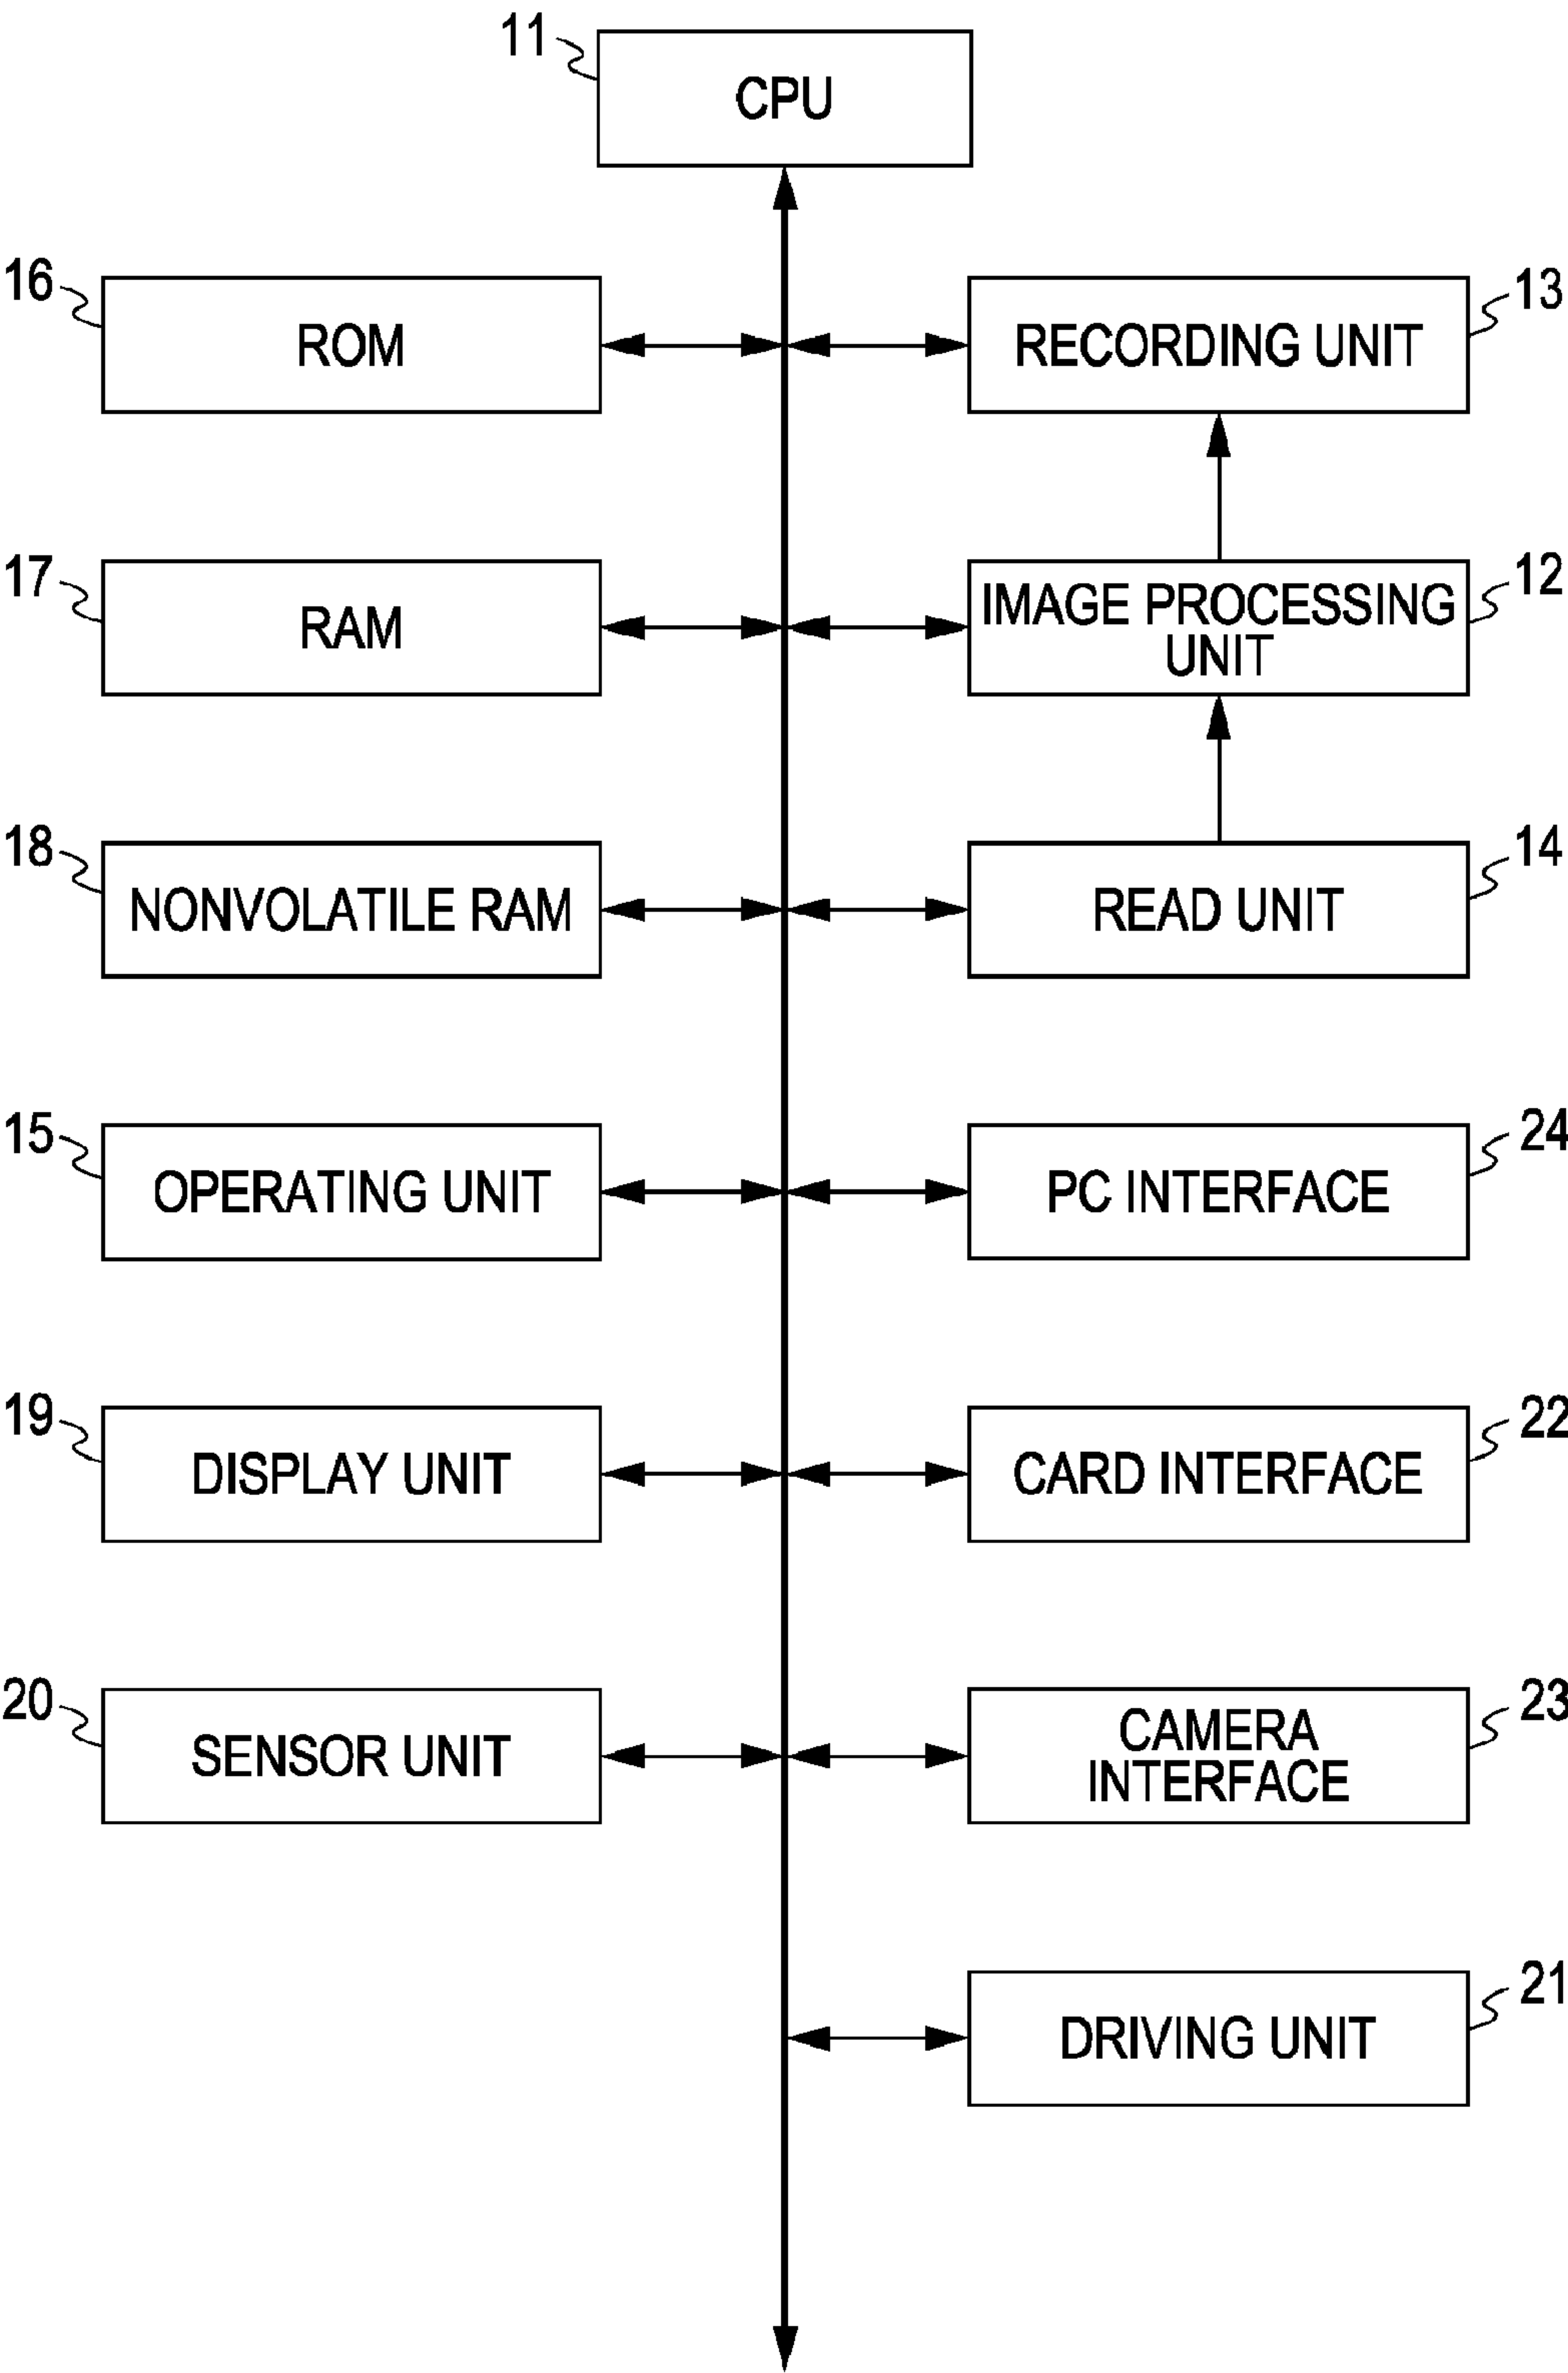 11
CPU
16
ROM
13
RECORDING UNIT
17
RAM
12
IMAGE PROCESSING
UNIT
18
NONVOLATILE RAM
14
READ UNIT
15
OPERATING UNIT
24
PC INTERFACE
19
DISPLAY UNIT
22
CARD INTERFACE
20
SENSOR UNIT
23
CAMERA
INTERFACE
21
DRIVING UNIT